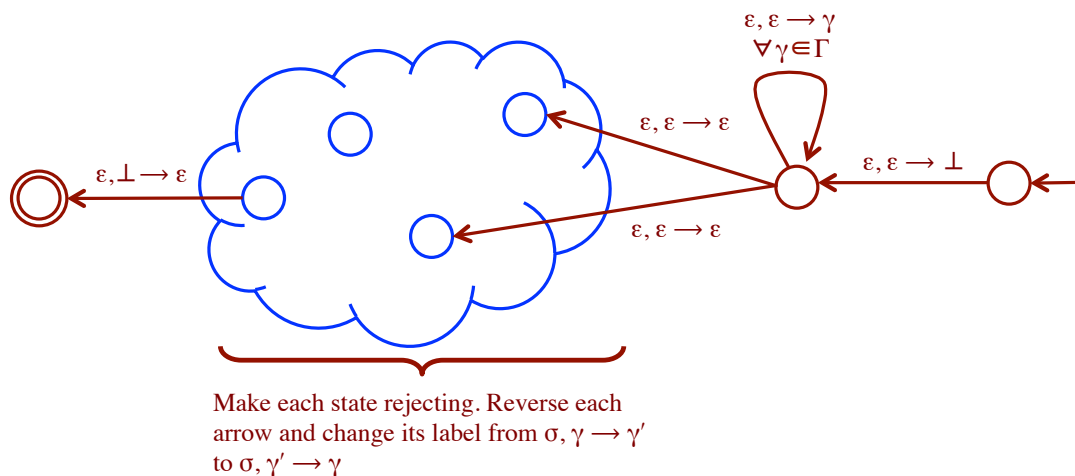 ε, ε → γ
∀ γ ∈ Γ
ε, ε → ε
ε, ε → ⊥
ε,⊥ → ε
ε, ε → ε
Make each state rejecting. Reverse each
arrow and change its label from σ, γ → γ′
to σ, γ′ → γ